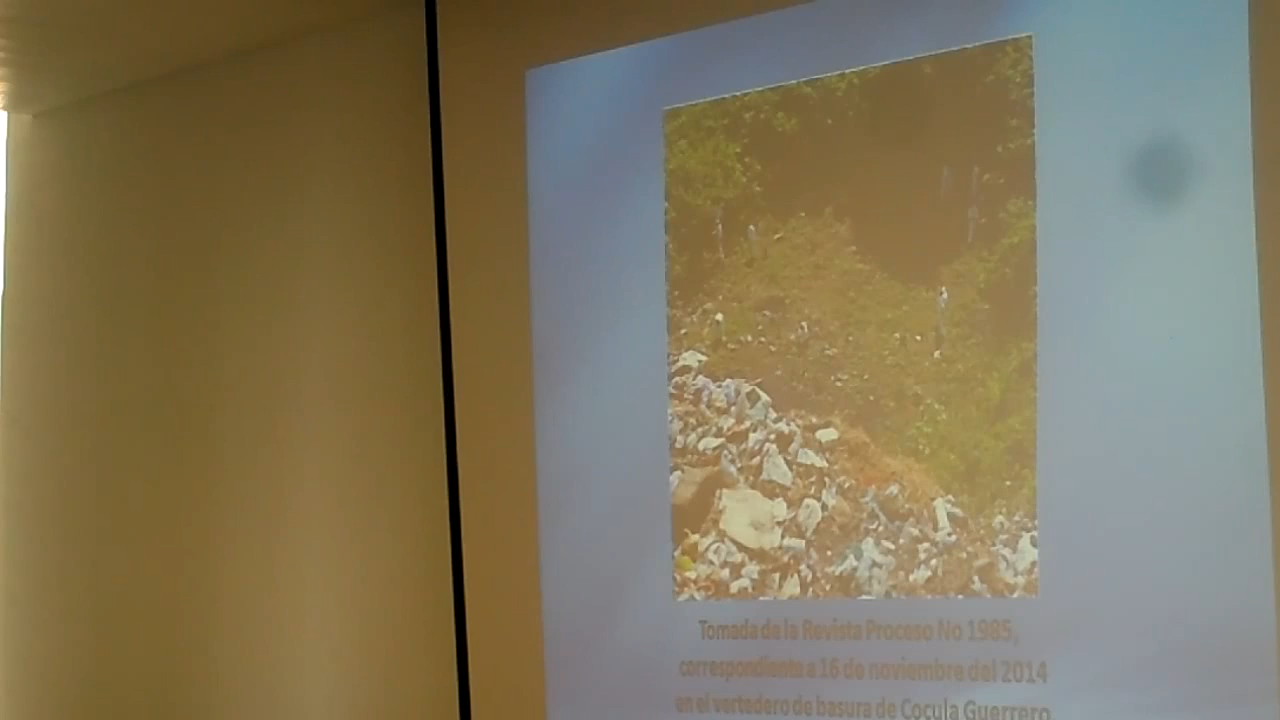 Tomada de la Revista Proceso No 1985,
correspondiente a 16 de noviembre del 2014
en el vertedero de basura de Cocula Guerrero.